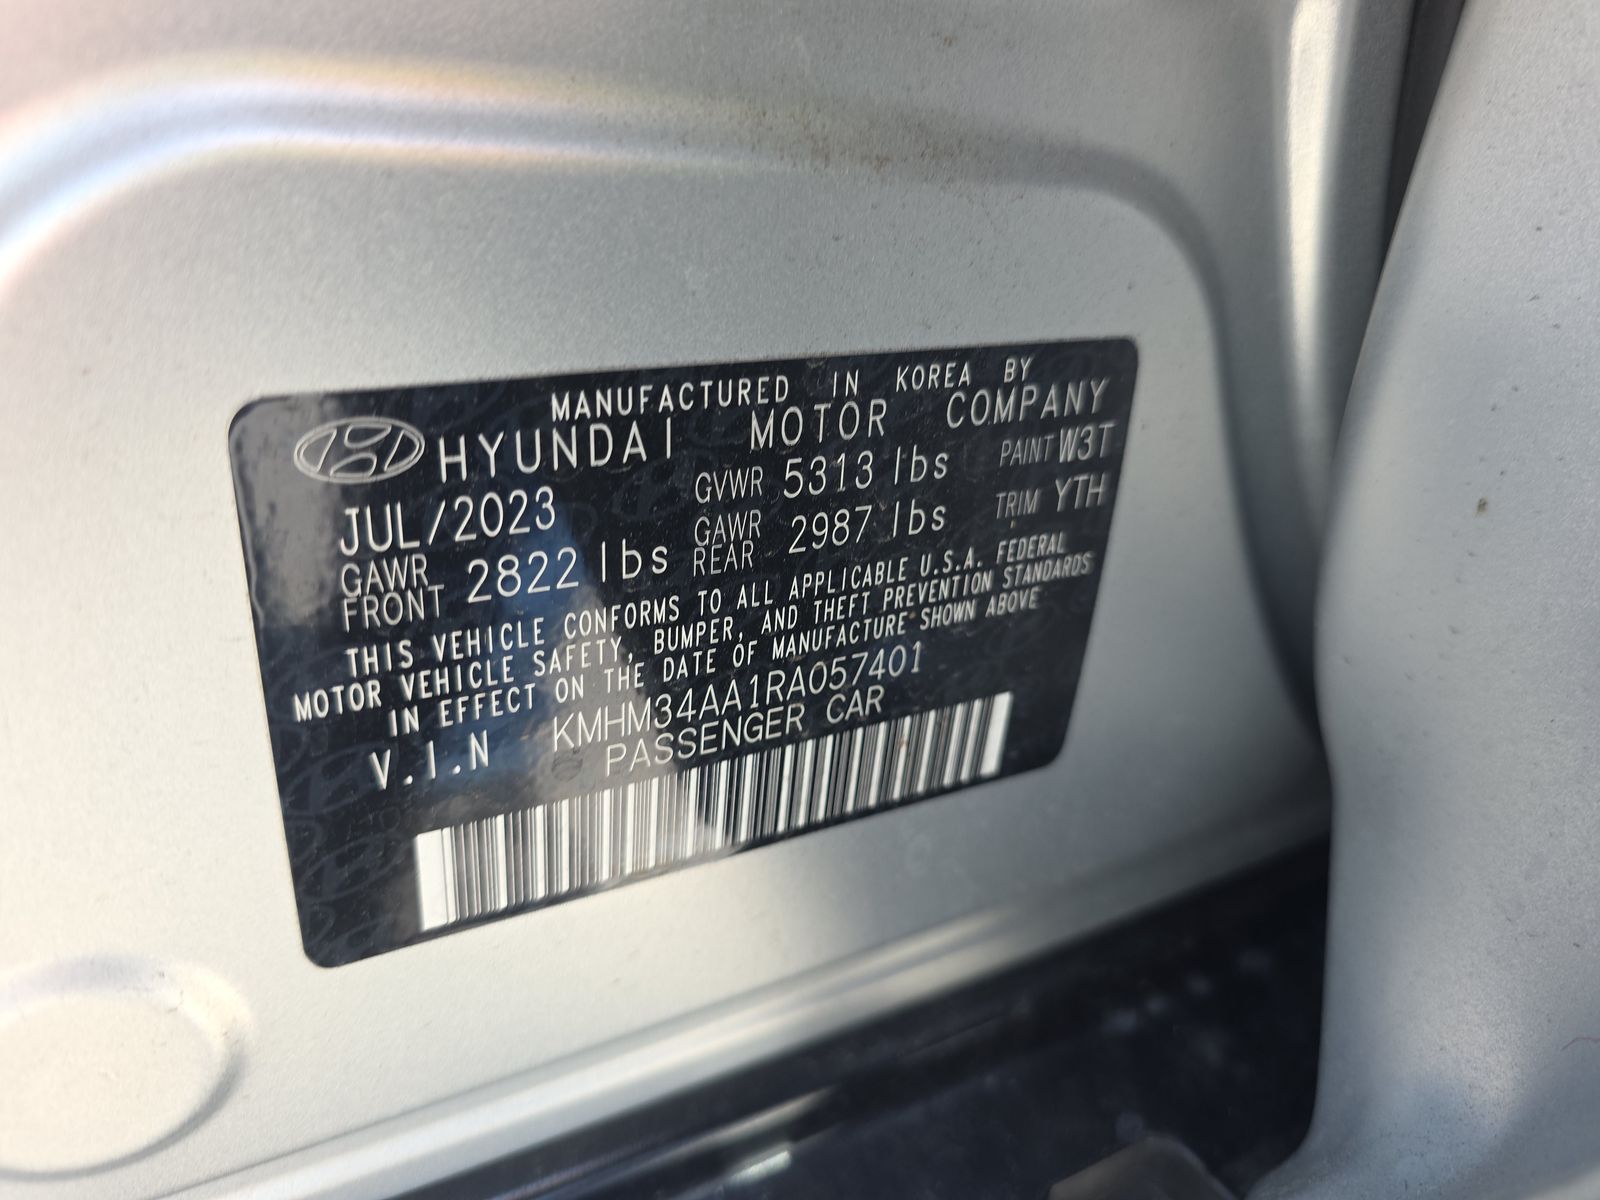 MANUFACTURED IN KOREA BY
HYUNDAI MOTOR COMPANY
JUL/2023 GVWR 5313 lbs PAINT W3T
GAWR FRONT 2822 lbs GAWR REAR 2987 lbs TRIM YTH
THIS VEHICLE CONFORMS TO ALL APPLICABLE U.S.A. FEDERAL
MOTOR VEHICLE SAFETY, BUMPER, AND THEFT PREVENTION STANDARDS
IN EFFECT ON THE DATE OF MANUFACTURE SHOWN ABOVE
V.I.N KMHM34AA1RA057401
PASSENGER CAR